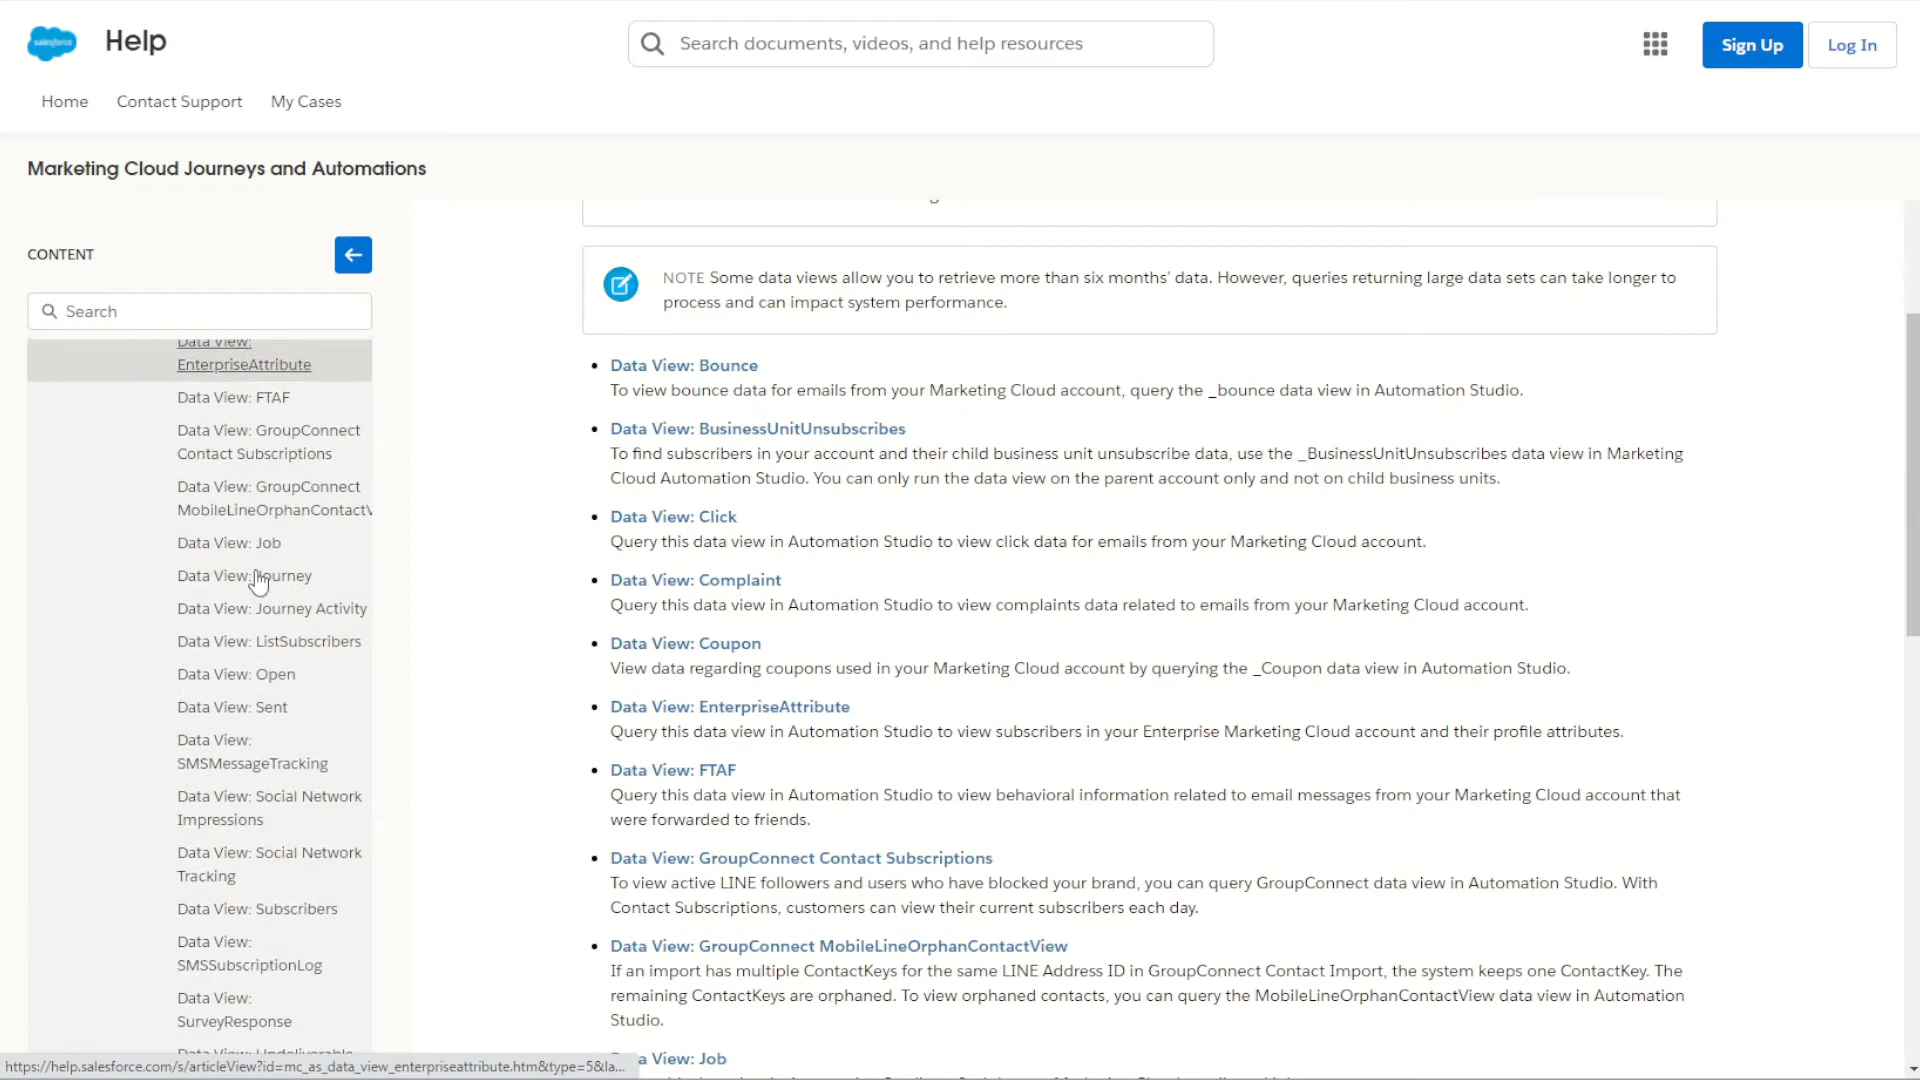 salesforce
Help
Search documents, videos, and help resources
Sign Up
Log In
Home
Contact Support
My Cases
Marketing Cloud Journeys and Automations
CONTENT
Search
Data View:
EnterpriseAttribute
Data View: FTAF
Data View: GroupConnect
Contact Subscriptions
Data View: GroupConnect
MobileLineOrphanContactV
Data View: Job
Data View: Journey
Data View: Journey Activity
Data View: ListSubscribers
Data View: Open
Data View: Sent
Data View:
SMSMessageTracking
Data View: Social Network
Impressions
Data View: Social Network
Tracking
Data View: Subscribers
Data View:
SMSSubscriptionLog
Data View:
SurveyResponse
Data View: Undeliverable
NOTE Some data views allow you to retrieve more than six months' data. However, queries returning large data sets can take longer to
process and can impact system performance.
• Data View: Bounce
To view bounce data for emails from your Marketing Cloud account, query the _bounce data view in Automation Studio.
• Data View: BusinessUnitUnsubscribes
To find subscribers in your account and their child business unit unsubscribe data, use the _BusinessUnitUnsubscribes data view in Marketing
Cloud Automation Studio. You can only run the data view on the parent account only and not on child business units.
• Data View: Click
Query this data view in Automation Studio to view click data for emails from your Marketing Cloud account.
• Data View: Complaint
Query this data view in Automation Studio to view complaints data related to emails from your Marketing Cloud account.
• Data View: Coupon
View data regarding coupons used in your Marketing Cloud account by querying the _Coupon data view in Automation Studio.
• Data View: EnterpriseAttribute
Query this data view in Automation Studio to view subscribers in your Enterprise Marketing Cloud account and their profile attributes.
• Data View: FTAF
Query this data view in Automation Studio to view behavioral information related to email messages from your Marketing Cloud account that
were forwarded to friends.
• Data View: GroupConnect Contact Subscriptions
To view active LINE followers and users who have blocked your brand, you can query GroupConnect data view in Automation Studio. With
Contact Subscriptions, customers can view their current subscribers each day.
• Data View: GroupConnect MobileLineOrphanContactView
If an import has multiple ContactKeys for the same LINE Address ID in GroupConnect Contact Import, the system keeps one ContactKey. The
remaining ContactKeys are orphaned. To view orphaned contacts, you can query the MobileLineOrphanContactView data view in Automation
Studio.
a View: Job
https://help.salesforce.com/s/articleView?id=mc_as_data_view_enterpriseattribute.htm&type=5&la...